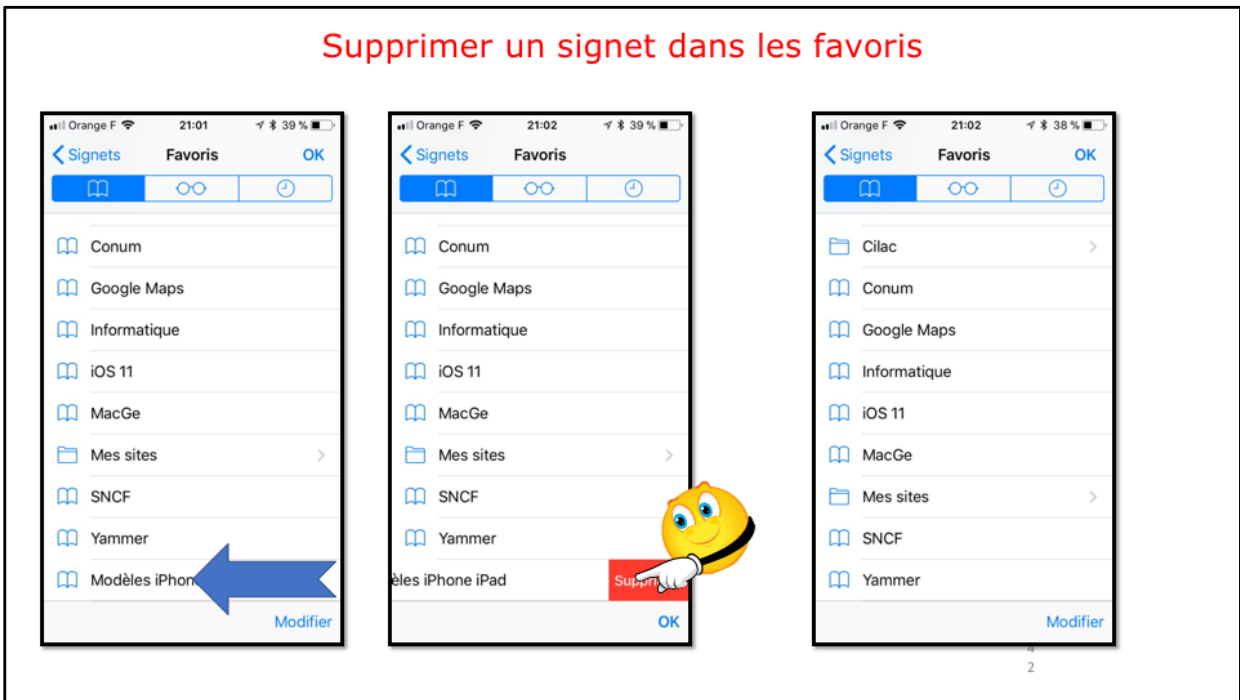 Supprimer un signet dans les favoris
Orange F 21:01 39 %
Signets Favoris OK
Conum
Google Maps
Informatique
iOS 11
MacGe
Mes sites
SNCF
Yammer
Modèles
Modifier
Orange F 21:02 39 %
Signets Favoris
Conum
Google Maps
Informatique
iOS 11
MacGe
Mes sites
SNCF
Yammer
èles iPhone iPad
OK
Orange F 21:02 38 %
Signets Favoris OK
Cilac
Conum
Google Maps
Informatique
iOS 11
MacGe
Mes sites
SNCF
Yammer
Modifier
4
2